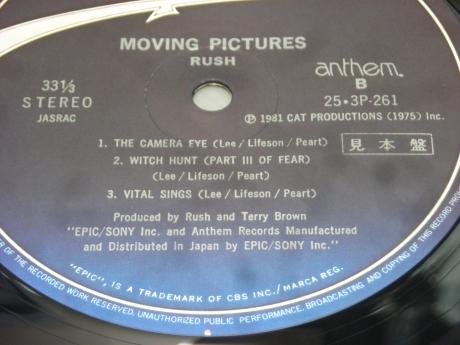 MOVING PICTURES
RUSH
33⅓
STEREO
JASRAC
anthem.
B
25・3P-261
Ⓟ 1981 CAT PRODUCTIONS (1975) Inc.
1. THE CAMERA EYE (Lee / Lifeson / Peart)
見本盤
2. WITCH HUNT (PART III OF FEAR)
(Lee / Lifeson / Peart)
3. VITAL SINGS (Lee / Lifeson / Peart)
Produced by Rush and Terry Brown
"EPIC/SONY Inc. and Anthem Records Manufactured
and Distributed in Japan by EPIC/SONY Inc."
"EPIC", IS A TRADEMARK OF CBS INC./ MARCA REG.
OF THE RECORDED WORK RESERVED. UNAUTHORIZED PUBLIC PERFORMANCE, BROADCASTING AND COPYING OF THIS RECORD